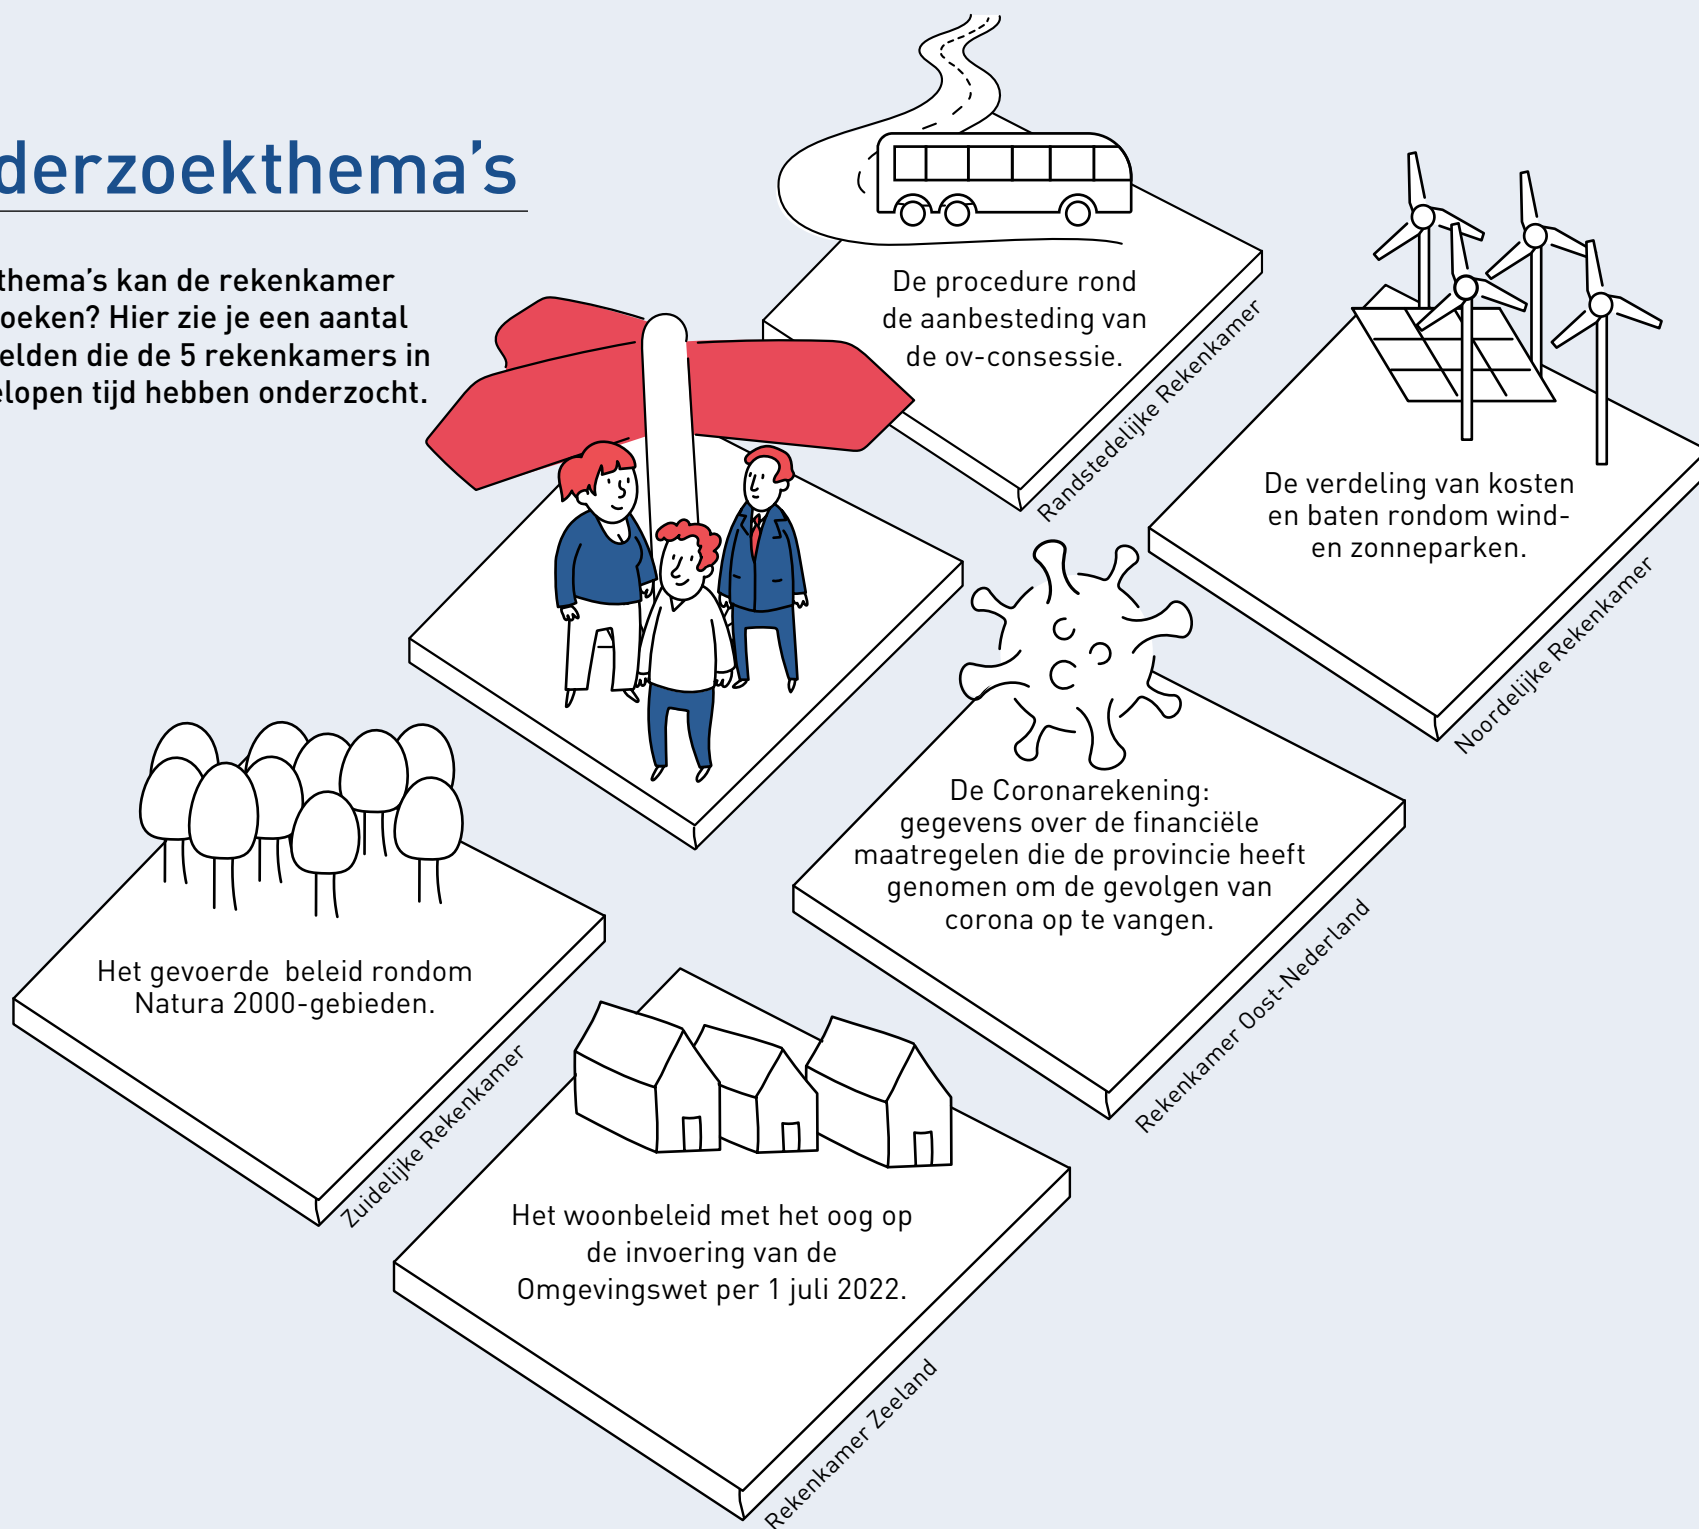 derzoekthema's
thema's kan de rekenkamer
oeken? Hier zie je een aantal
elden die de 5 rekenkamers in
elopen tijd hebben onderzocht.
De procedure rond
de aanbesteding van
de ov-consessie.
Randstedelijke Rekenkamer
De verdeling van kosten
en baten rondom wind-
en zonneparken.
Noordelijke Rekenkamer
De Coronarekening:
gegevens over de financiële
maatregelen die de provincie heeft
genomen om de gevolgen van
corona op te vangen.
Rekenkamer Oost-Nederland
Het gevoerde beleid rondom
Natura 2000-gebieden.
Zuidelijke Rekenkamer
Het woonbeleid met het oog op
de invoering van de
Omgevingswet per 1 juli 2022.
Rekenkamer Zeeland